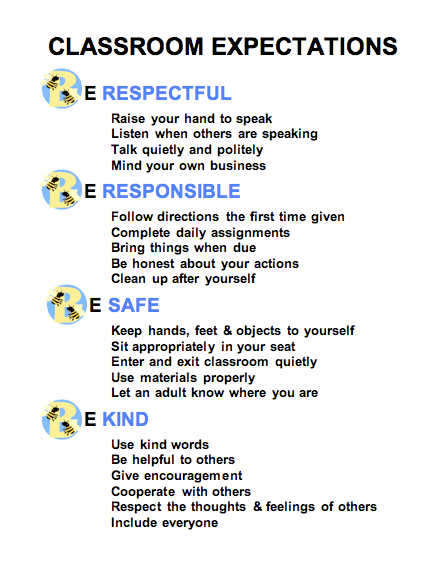 CLASSROOM EXPECTATIONS
BE RESPECTFUL
Raise your hand to speak
Listen when others are speaking
Talk quietly and politely
Mind your own business
BE RESPONSIBLE
Follow directions the first time given
Complete daily assignments
Bring things when due
Be honest about your actions
Clean up after yourself
BE SAFE
Keep hands, feet & objects to yourself
Sit appropriately in your seat
Enter and exit classroom quietly
Use materials properly
Let an adult know where you are
BE KIND
Use kind words
Be helpful to others
Give encouragement
Cooperate with others
Respect the thoughts & feelings of others
Include everyone